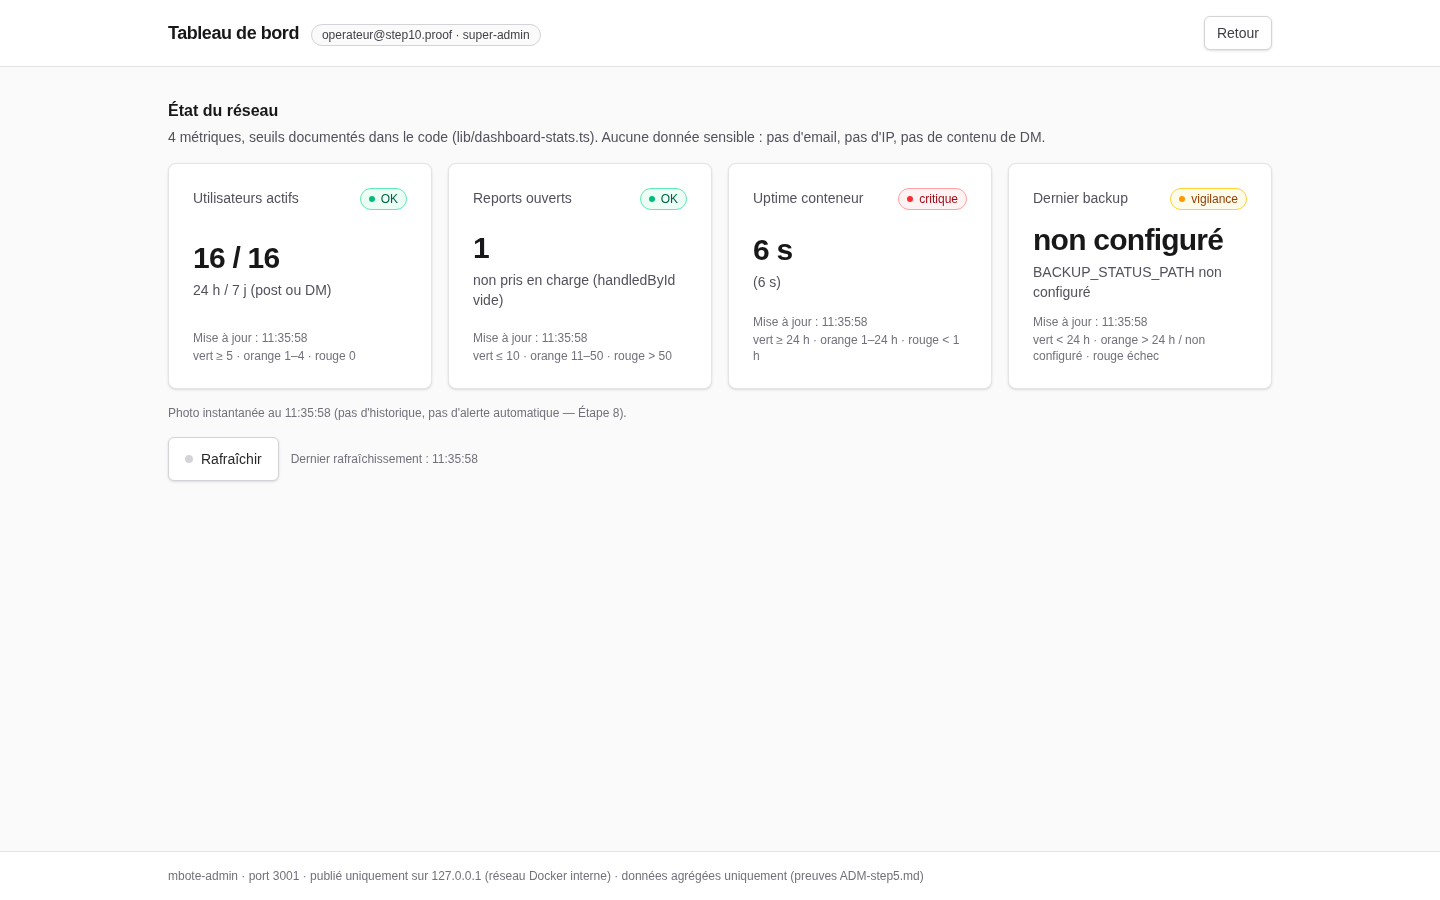 Tableau de bord
operateur@step10.proof · super-admin
Retour
État du réseau
4 métriques, seuils documentés dans le code (lib/dashboard-stats.ts). Aucune donnée sensible : pas d'email, pas d'IP, pas de contenu de DM.
Utilisateurs actifs
OK
16 / 16
24 h / 7 j (post ou DM)
Mise à jour : 11:35:58
vert ≥ 5 · orange 1–4 · rouge 0
Reports ouverts
OK
1
non pris en charge (handledById
vide)
Mise à jour : 11:35:58
vert ≤ 10 · orange 11–50 · rouge > 50
Uptime conteneur
critique
6 s
(6 s)
Mise à jour : 11:35:58
vert ≥ 24 h · orange 1–24 h · rouge < 1
h
Dernier backup
vigilance
non configuré
BACKUP_STATUS_PATH non
configuré
Mise à jour : 11:35:58
vert < 24 h · orange > 24 h / non
configuré · rouge échec
Photo instantanée au 11:35:58 (pas d'historique, pas d'alerte automatique — Étape 8).
Rafraîchir
Dernier rafraîchissement : 11:35:58
mbote-admin · port 3001 · publié uniquement sur 127.0.0.1 (réseau Docker interne) · données agrégées uniquement (preuves ADM-step5.md)